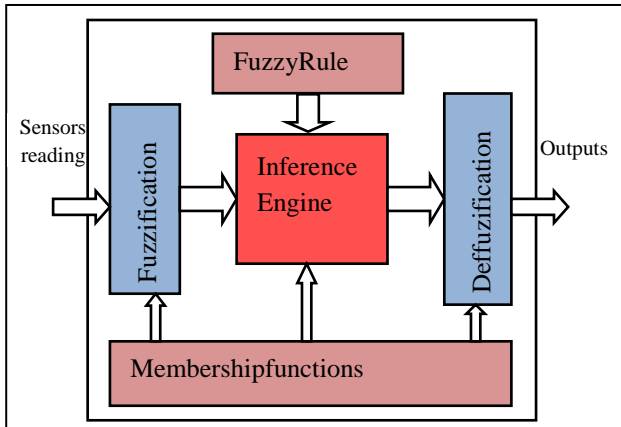 FuzzyRule
Sensors
reading
Fuzzification
Inference
Engine
Deffuzification
Outputs
Membershipfunctions